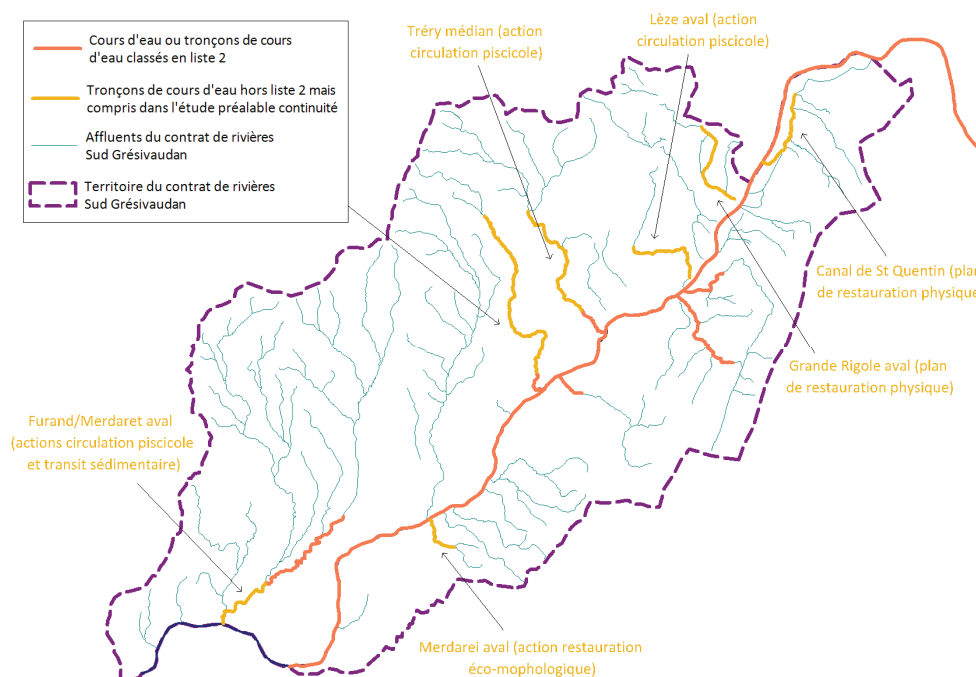 Cours d'eau ou tronçons de cours
d'eau classés en liste 2
Tronçons de cours d'eau hors liste 2 mais
compris dans l'étude préalable continuité
Affluents du contrat de rivières
Sud Grésivaudan
Territoire du contrat de rivières
Sud Grésivaudan
Tréry médian (action
circulation piscicole)
Lèze aval (action
circulation piscicole)
Canal de St Quentin (plan
de restauration physique
Grande Rigole aval (plan
de restauration physique)
Furand/Merdaret aval
(actions circulation piscicole
et transit sédimentaire)
Merdarei aval (action restauration
éco-mophologique)